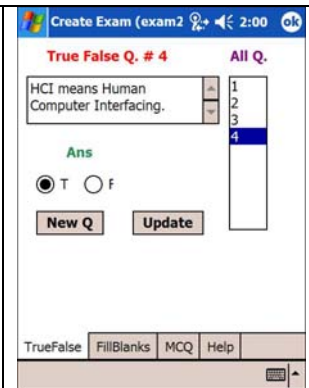 Create Exam (exam2 2:00 ok
True False Q. # 4 All Q.
HCI means Human
Computer Interfacing.
1
2
3
4
Ans
T F
New Q Update
TrueFalse FillBlanks MCQ Help